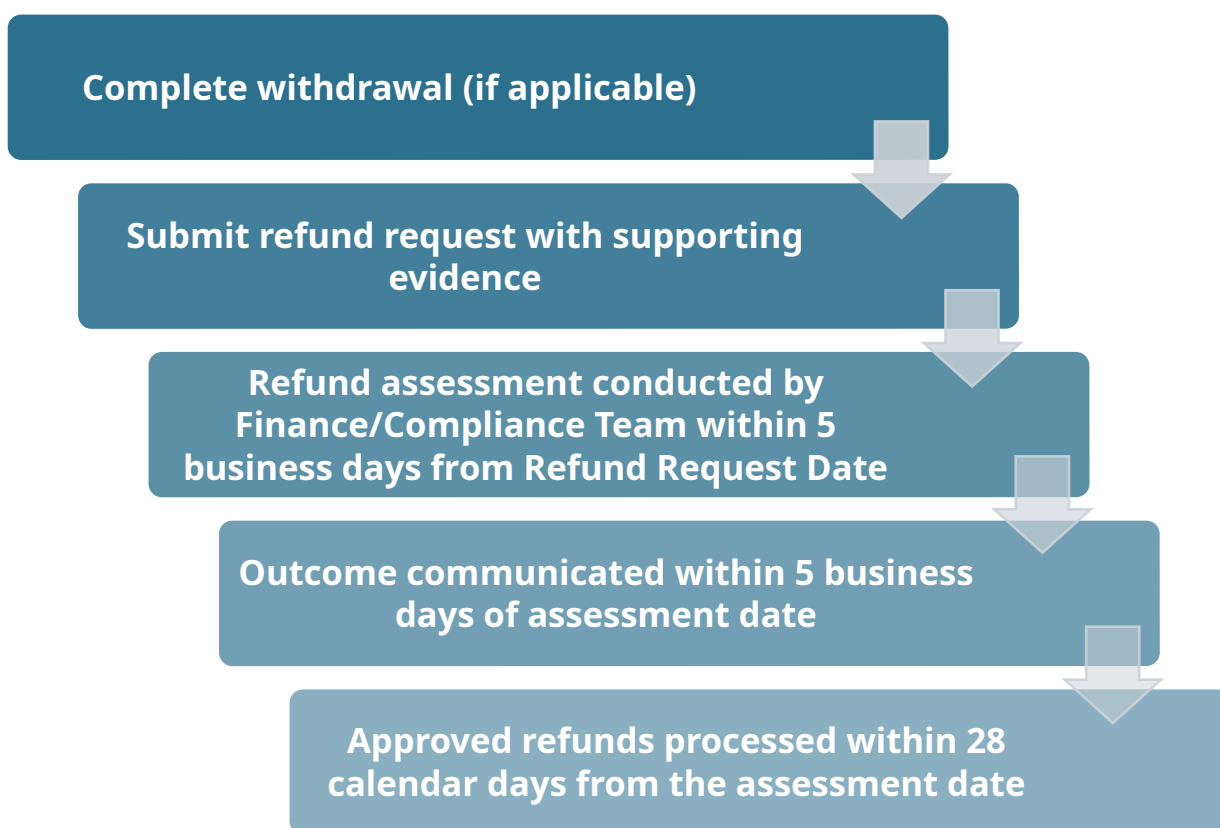 Complete withdrawal (if applicable)
Submit refund request with supporting
evidence
Refund assessment conducted by
Finance/Compliance Team within 5
business days from Refund Request Date
Outcome communicated within 5 business
days of assessment date
Approved refunds processed within 28
calendar days from the assessment date